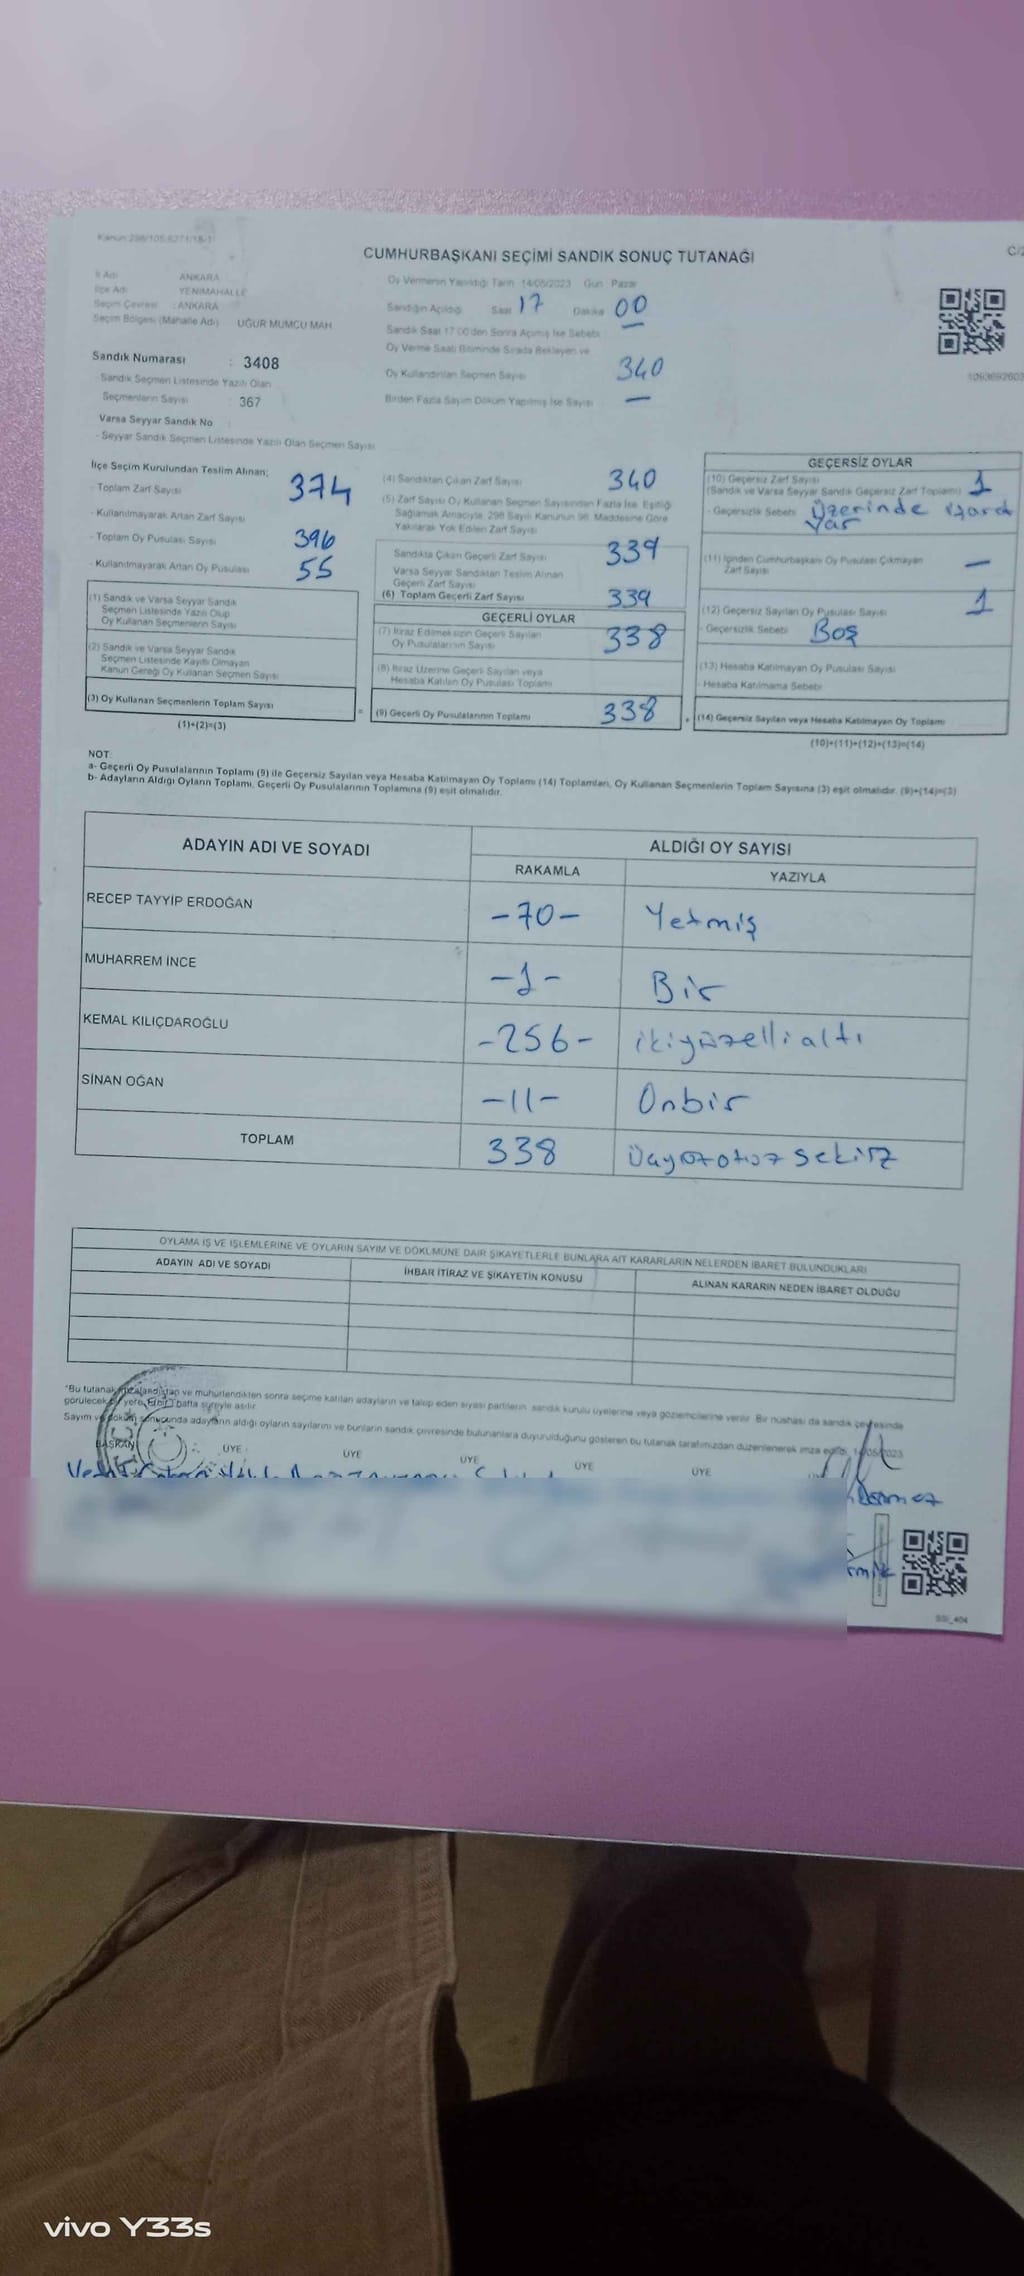 Kanun:298/105,6271/18-1
CUMHURBAŞKANI SEÇİMİ SANDIK SONUÇ TUTANAĞI
C/2
İl Adı : ANKARA
İlçe Adı : YENİMAHALLE
Seçim Çevresi : ANKARA
Seçim Bölgesi (Mahalle Adı) : UĞUR MUMCU MAH.
Sandık Numarası : 3408
Sandık Seçmen Listesinde Yazılı Olan
Seçmenlerin Sayısı : 367
Varsa Seyyar Sandık No :
- Seyyar Sandık Seçmen Listesinde Yazılı Olan Seçmen Sayısı
Oy Vermenin Yapıldığı Tarih 14/05/2023 Gün Pazar
Sandığın Açıldığı Saat 17 Dakika 00
Sandık Saat 17:00'den Sonra Açılmış İse Sebebi —
Oy Verme Saati Bitiminde Sırada Bekleyen ve
Oy Kullandırılan Seçmen Sayısı 340
Birden Fazla Sayım Döküm Yapılmış İse Sayısı —
İlçe Seçim Kurulundan Teslim Alınan;
- Toplam Zarf Sayısı 374
- Kullanılmayarak Artan Zarf Sayısı
- Toplam Oy Pusulası Sayısı 396
- Kullanılmayarak Artan Oy Pusulası 55
(1) Sandık ve Varsa Seyyar Sandık
Seçmen Listesinde Yazılı Olup
Oy Kullanan Seçmenlerin Sayısı
(2) Sandık ve Varsa Seyyar Sandık
Seçmen Listesinde Kayıtlı Olmayan
Kanun Gereği Oy Kullanan Seçmen Sayısı
(3) Oy Kullanan Seçmenlerin Toplam Sayısı
(1)+(2)=(3)
(4) Sandıktan Çıkan Zarf Sayısı 340
(5) Zarf Sayısı Oy Kullanan Seçmen Sayısından Fazla İse, Eşitliği
Sağlamak Amacıyla, 298 Sayılı Kanunun 98. Maddesine Göre
Yakılarak Yok Edilen Zarf Sayısı
Sandıkta Çıkan Geçerli Zarf Sayısı 339
Varsa Seyyar Sandıktan Teslim Alınan
Geçerli Zarf Sayısı
(6) Toplam Geçerli Zarf Sayısı 339
GEÇERLİ OYLAR
(7) İtiraz Edilmeksizin Geçerli Sayılan
Oy Pusulalarının Sayısı 338
(8) İtiraz Üzerine Geçerli Sayılan veya
Hesaba Katılan Oy Pusulası Toplamı
=
(9) Geçerli Oy Pusulalarının Toplamı 338
GEÇERSİZ OYLAR
(10) Geçersiz Zarf Sayısı 1
(Sandık ve Varsa Seyyar Sandık Geçersiz Zarf Toplamı)
- Geçersizlik Sebebi Üzerinde
Var
(11) İçinden Cumhurbaşkanı Oy Pusulası Çıkmayan
Zarf Sayısı —
(12) Geçersiz Sayılan Oy Pusulası Sayısı 1
- Geçersizlik Sebebi Boş
(13) Hesaba Katılmayan Oy Pusulası Sayısı
- Hesaba Katılmama Sebebi
+
(14) Geçersiz Sayılan veya Hesaba Katılmayan Oy Toplamı
(10)+(11)+(12)+(13)=(14)
NOT:
a- Geçerli Oy Pusulalarının Toplamı (9) ile Geçersiz Sayılan veya Hesaba Katılmayan Oy Toplamı (14) Toplamları, Oy Kullanan Seçmenlerin Toplam Sayısına (3) eşit olmalıdır. (9)+(14)=(3)
b- Adayların Aldığı Oyların Toplamı, Geçerli Oy Pusulalarının Toplamına (9) eşit olmalıdır.
ADAYIN ADI VE SOYADI
ALDIĞI OY SAYISI
RAKAMLA YAZIYLA
RECEP TAYYİP ERDOĞAN -70- Yetmiş
MUHARREM İNCE -1- Bir
KEMAL KILIÇDAROĞLU -256- ikiyüzellialtı
SİNAN OĞAN -11- Onbir
TOPLAM 338 Üçyüzotuzsekiz
OYLAMA İŞ VE İŞLEMLERİNE VE OYLARIN SAYIM VE DÖKÜMÜNE DAİR ŞİKAYETLERLE BUNLARA AİT KARARLARIN NELERDEN İBARET BULUNDUKLARI
ADAYIN ADI VE SOYADI İHBAR İTİRAZ VE ŞİKAYETİN KONUSU ALINAN KARARIN NEDEN İBARET OLDUĞU
*Bu tutanak imzalandıktan ve mühürlendikten sonra seçime katılan adayların ve talep eden siyasi partilerin sandık kurulu üyelerine veya gözlemcilerine verilir. Bir nüshası da sandık çevresinde
görülecek bir yere, 1(bir) hafta süreyle asılır.
Sayım ve döküm sonucunda adayların aldığı oyların sayılarını ve bunların sandık çevresinde bulunanlara duyurulduğunu gösteren bu tutanak tarafımızdan düzenlenerek imza edildi. 14/05/2023
BAŞKAN ÜYE ÜYE ÜYE ÜYE ÜYE
SSI_404
vivo Y33s